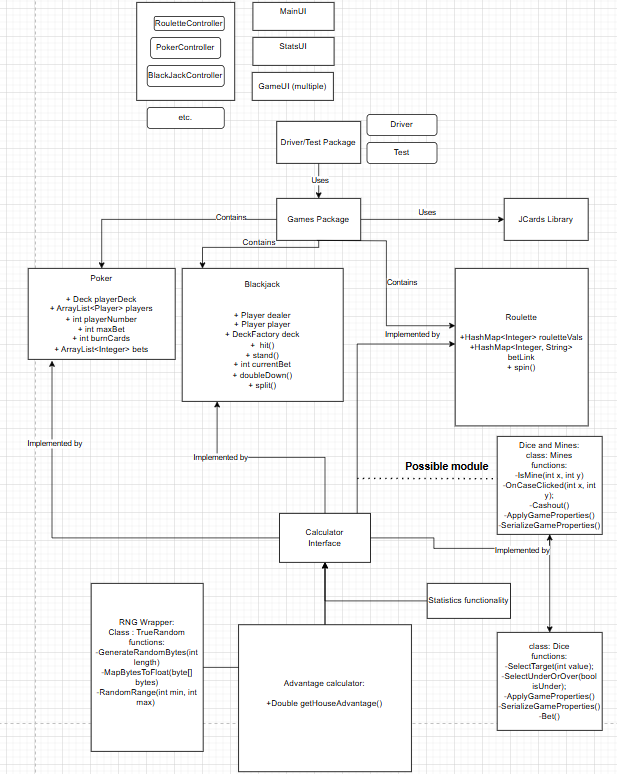 RouletteController
PokerController
BlackJackController
etc.
MainUI
StatsUI
GameUI (multiple)
Driver/Test Package
Driver
Test
Uses
Games Package
Contains
Uses
JCards Library
Contains
Contains
Poker
+ Deck playerDeck
+ ArrayList<Player> players
+ int playerNumber
+ int maxBet
+ int burnCards
+ ArrayList<Integer> bets
Blackjack
+ Player dealer
+ Player player
+ DeckFactory deck
+ hit()
+ stand()
+ int currentBet
+ doubleDown()
+ split()
Roulette
+HashMap<Integer> rouletteVals
+HashMap<Integer, String>
betLink
+ spin()
Implemented by
Implemented by
Implemented by
Possible module
Dice and Mines:
class: Mines
functions:
-IsMine(int x, int y)
-OnCaseClicked(int x, int
y);
-Cashout()
-ApplyGameProperties()
-SerializeGameProperties()
Calculator
Interface
Implemented by
Statistics functionality
RNG Wrapper:
Class : TrueRandom
functions:
-GenerateRandomBytes(int
length)
-MapBytesToFloat(byte[]
bytes)
-RandomRange(int min, int
max)
Advantage calculator:
+Double getHouseAdvantage()
class: Dice
functions:
-SelectTarget(int value);
-SelectUnderOrOver(bool
isUnder);
-ApplyGameProperties()
-SerializeGameProperties()
-Bet()